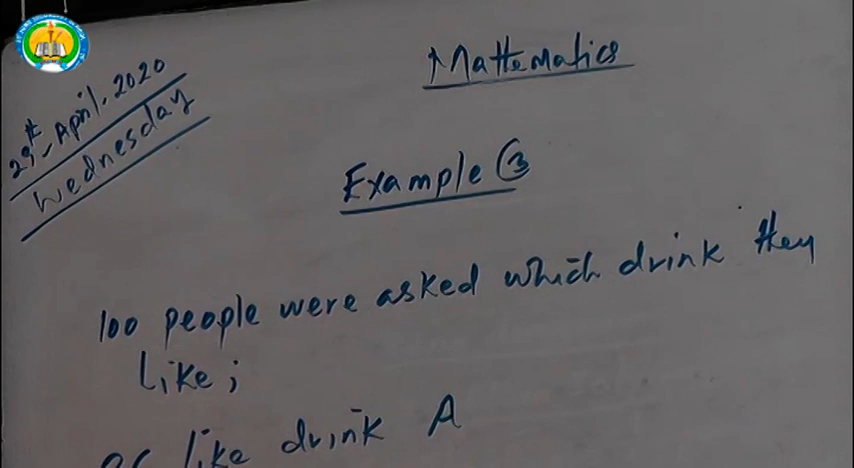 29th, April, 2020
Wednesday
Mathematics
Example 3
100 people were asked which drink they
like;
like drink A